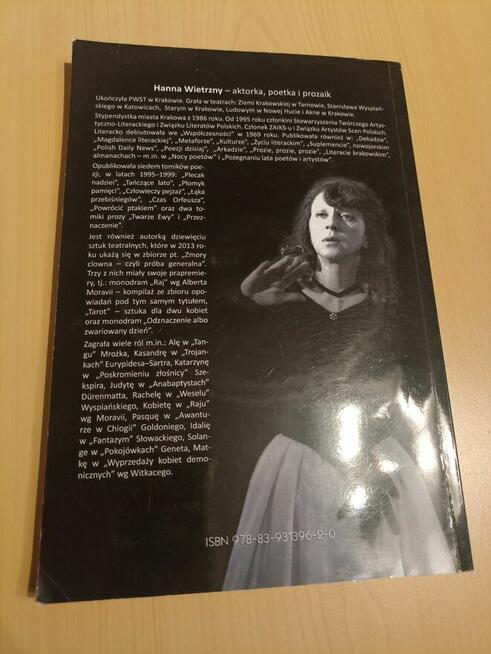 Hanna Wietrzny – aktorka, poetka i prozaik
Ukończyła PWST w Krakowie. Grała w teatrach: Ziemi Krakowskiej w Tarnowie, Stanisława Wyspiań-
skiego w Katowicach, Starym w Krakowie, Ludowym w Nowej Hucie i Akne w Krakowie.
Stypendystka miasta Krakowa z 1986 roku. Od 1995 roku członkini Stowarzyszenia Twórczego Artys-
tyczno-Literackiego i Związku Literatów Polskich. Członek ZAIKS-u i Związku Artystów Scen Polskich.
Literacko debiutowała we „Współczesności” w 1969 roku. Publikowała również w: „Dekadzie”,
„Magdalence literackiej”, „Metaforze”, „Kulturze”, „Życiu literackim”, „Suplemencie”, nowojorskim
„Polish Daily News”, „Poezji dzisiaj”, „Arkadzie”, „Prozie, prozie, prozie”, „Literacie krakowskim”,
almanachach – m.in. w „Nocy poetów” i „Pożegnaniu lata poetów i artystów”.
Opublikowała siedem tomików poe-
zji, w latach 1995–1999: „Plecak
nadziei”, „Tańczące lato”, „Płomyk
pamięci”, „Człowieczy pejzaż”, „Łąka
przebiśniegów”, „Czas Orfeusza”,
„Powrócić ptakiem” oraz dwa to-
miki prozy „Twarze Ewy” i „Przez-
naczenie”.
Jest również autorką dziewięciu
sztuk teatralnych, które w 2013 ro-
ku ukażą się w zbiorze pt. „Zmory
clowna – czyli próba generalna”.
Trzy z nich miały swoje prapremie-
ry, tj.: monodram „Raj” wg Alberta
Moravii – kompilaż ze zbioru opo-
wiadań pod tym samym tytułem,
„Tarot” – sztuka dla dwu kobiet
oraz monodram „Odznaczenie albo
zwariowany dzień”.
Zagrała wiele ról m.in.: Alę w „Tan-
gu” Mrożka, Kasandrę w „Trojan-
kach” Eurypidesa–Sartra, Katarzynę
w „Poskromieniu złośnicy” Sze-
kspira, Judytę w „Anabaptystach”
Dürenmatta, Rachelę w „Weselu”
Wyspiańskiego, Kobietę w „Raju”
wg Moravii, Pasquę w „Awantu-
rze w Chiogii” Goldoniego, Idalię
w „Fantazym” Słowackiego, Solan-
ge w „Pokojówkach” Geneta, Mat-
kę w „Wyprzedaży kobiet demo-
nicznych” wg Witkacego.
ISBN 978-83-931396-2-0